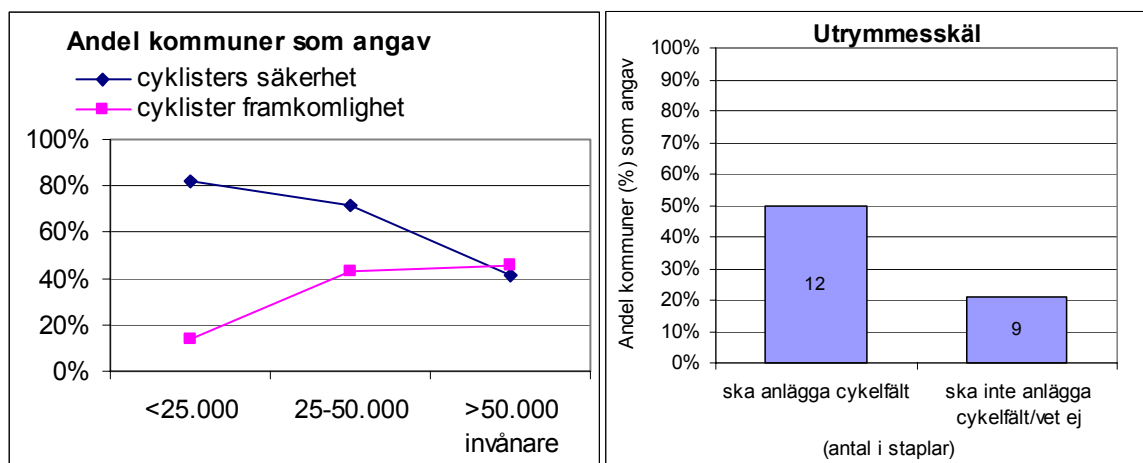 Andel kommuner som angav
cyklisters säkerhet
cyklister framkomlighet
100%
80%
60%
40%
20%
0%
<25.000 25-50.000 >50.000
invånare
Utrymmesskäl
Andel kommuner (%) som angav
100%
90%
80%
70%
60%
50%
40%
30%
20%
10%
0%
12
9
ska anlägga cykelfält
ska inte anlägga
cykelfält/vet ej
(antal i staplar)